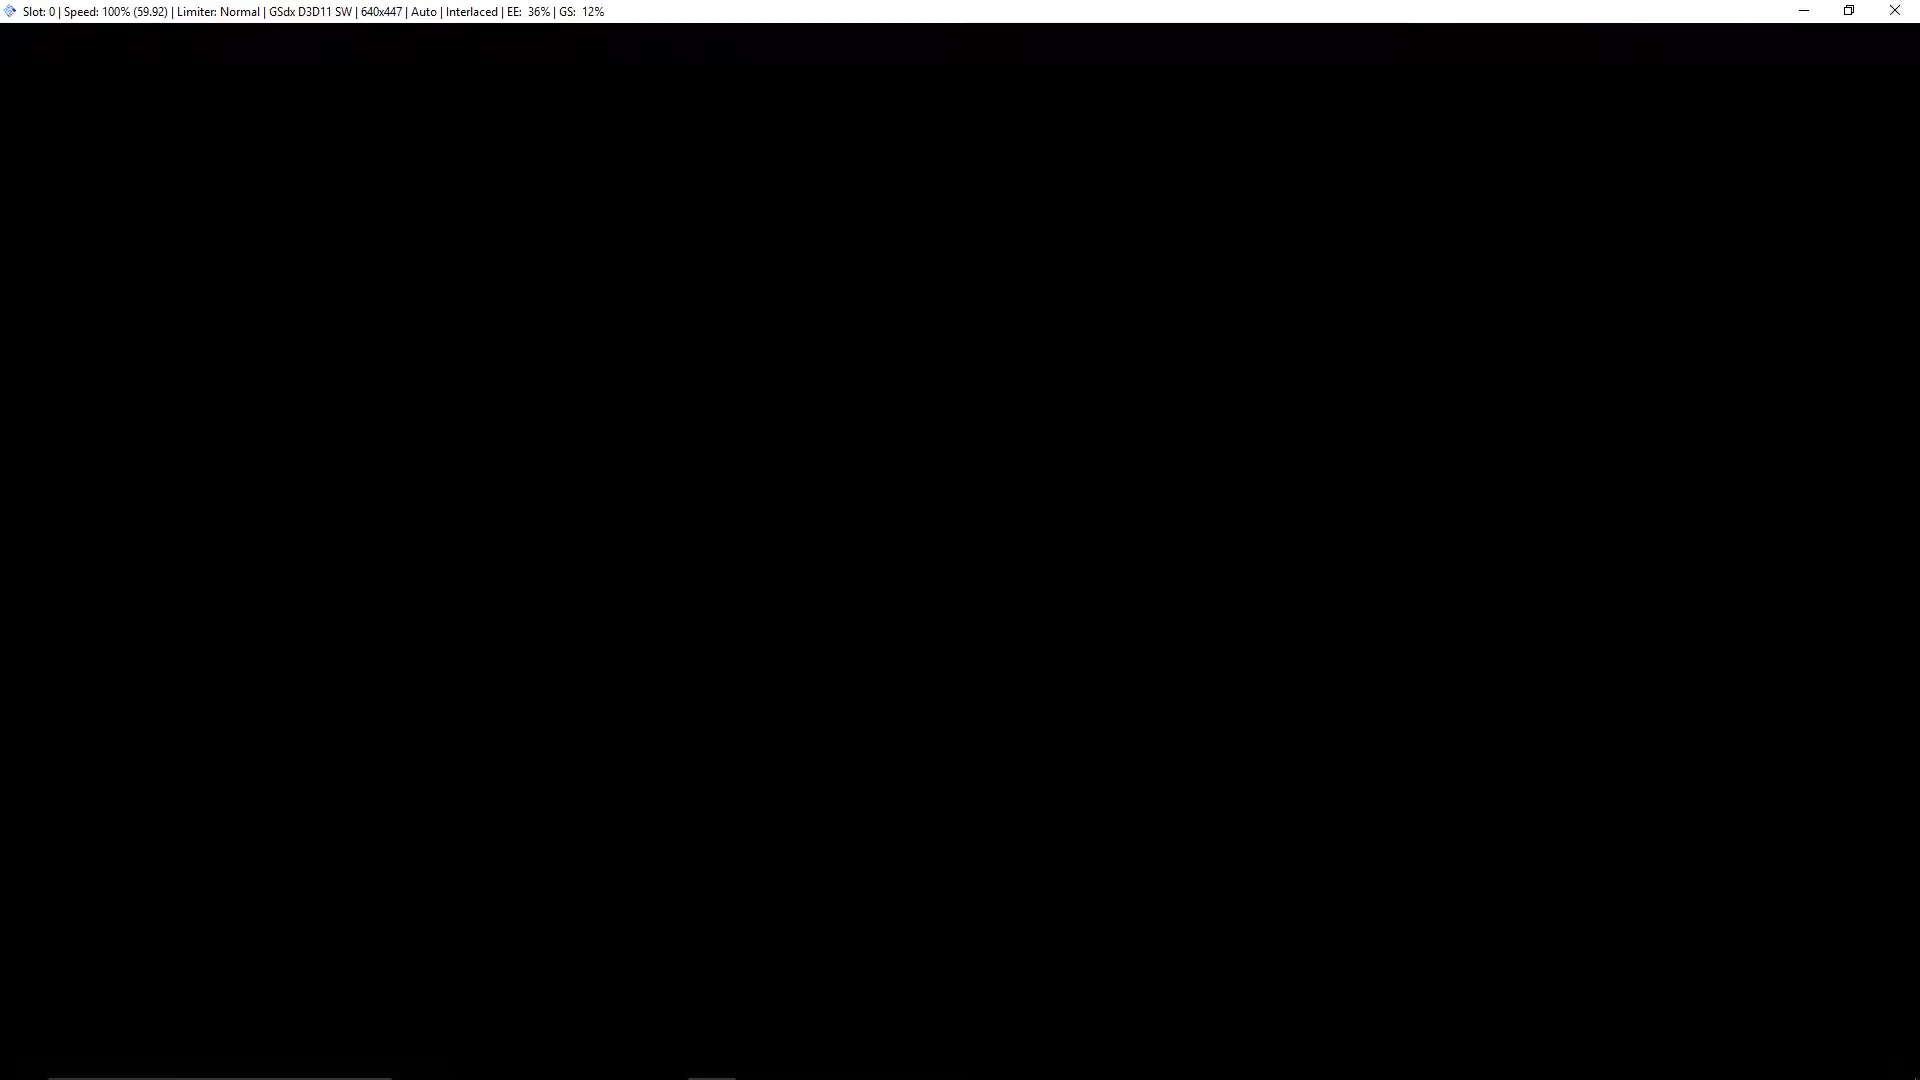 Slot: 0 | Speed: 100% (59.92) | Limiter: Normal | GSdx D3D11 SW | 640x447 | Auto | Interlaced | EE:  36% | GS:  12%